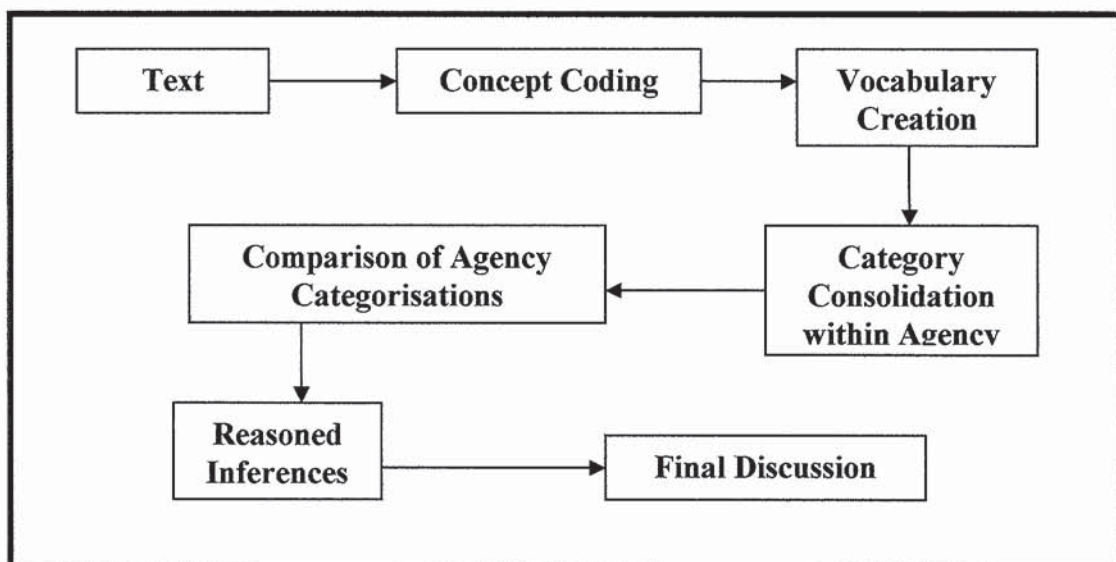 Text
Concept Coding
Vocabulary
Creation
Category
Consolidation
within Agency
Comparison of Agency
Categorisations
Reasoned
Inferences
Final Discussion